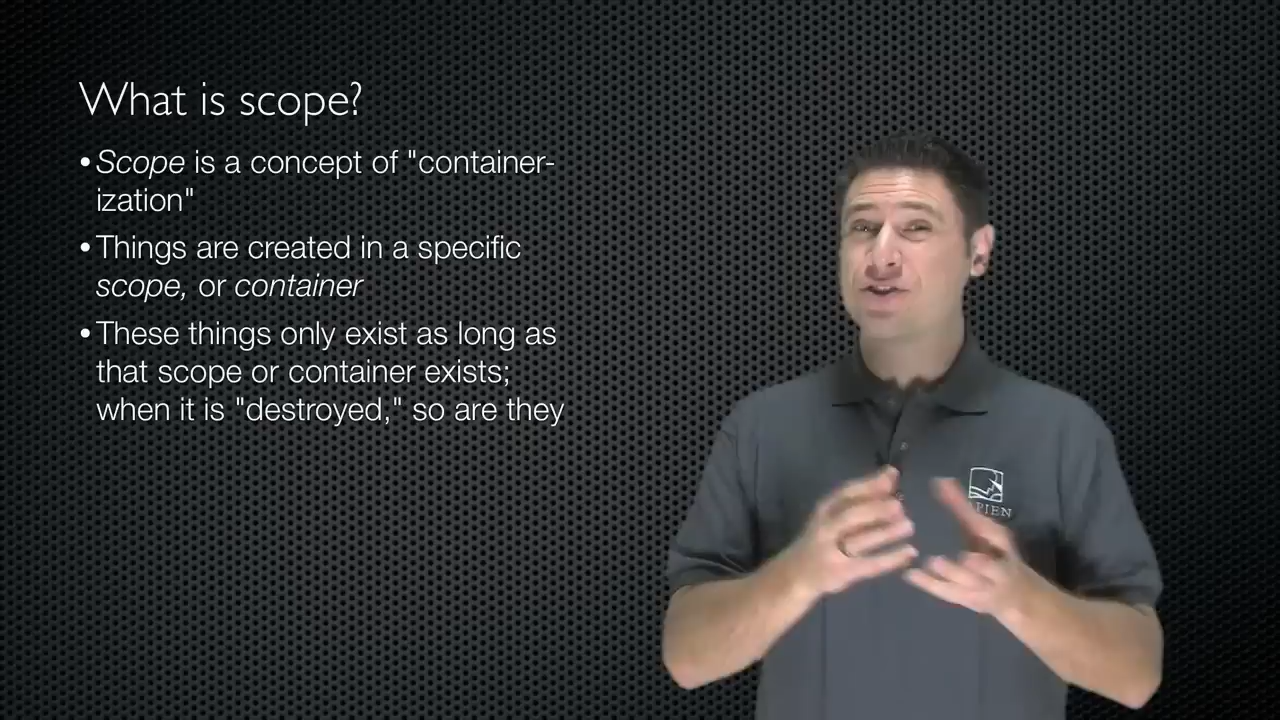 What is scope?
• Scope is a concept of "container-
ization"
• Things are created in a specific
scope, or container
• These things only exist as long as
that scope or container exists;
when it is "destroyed," so are they